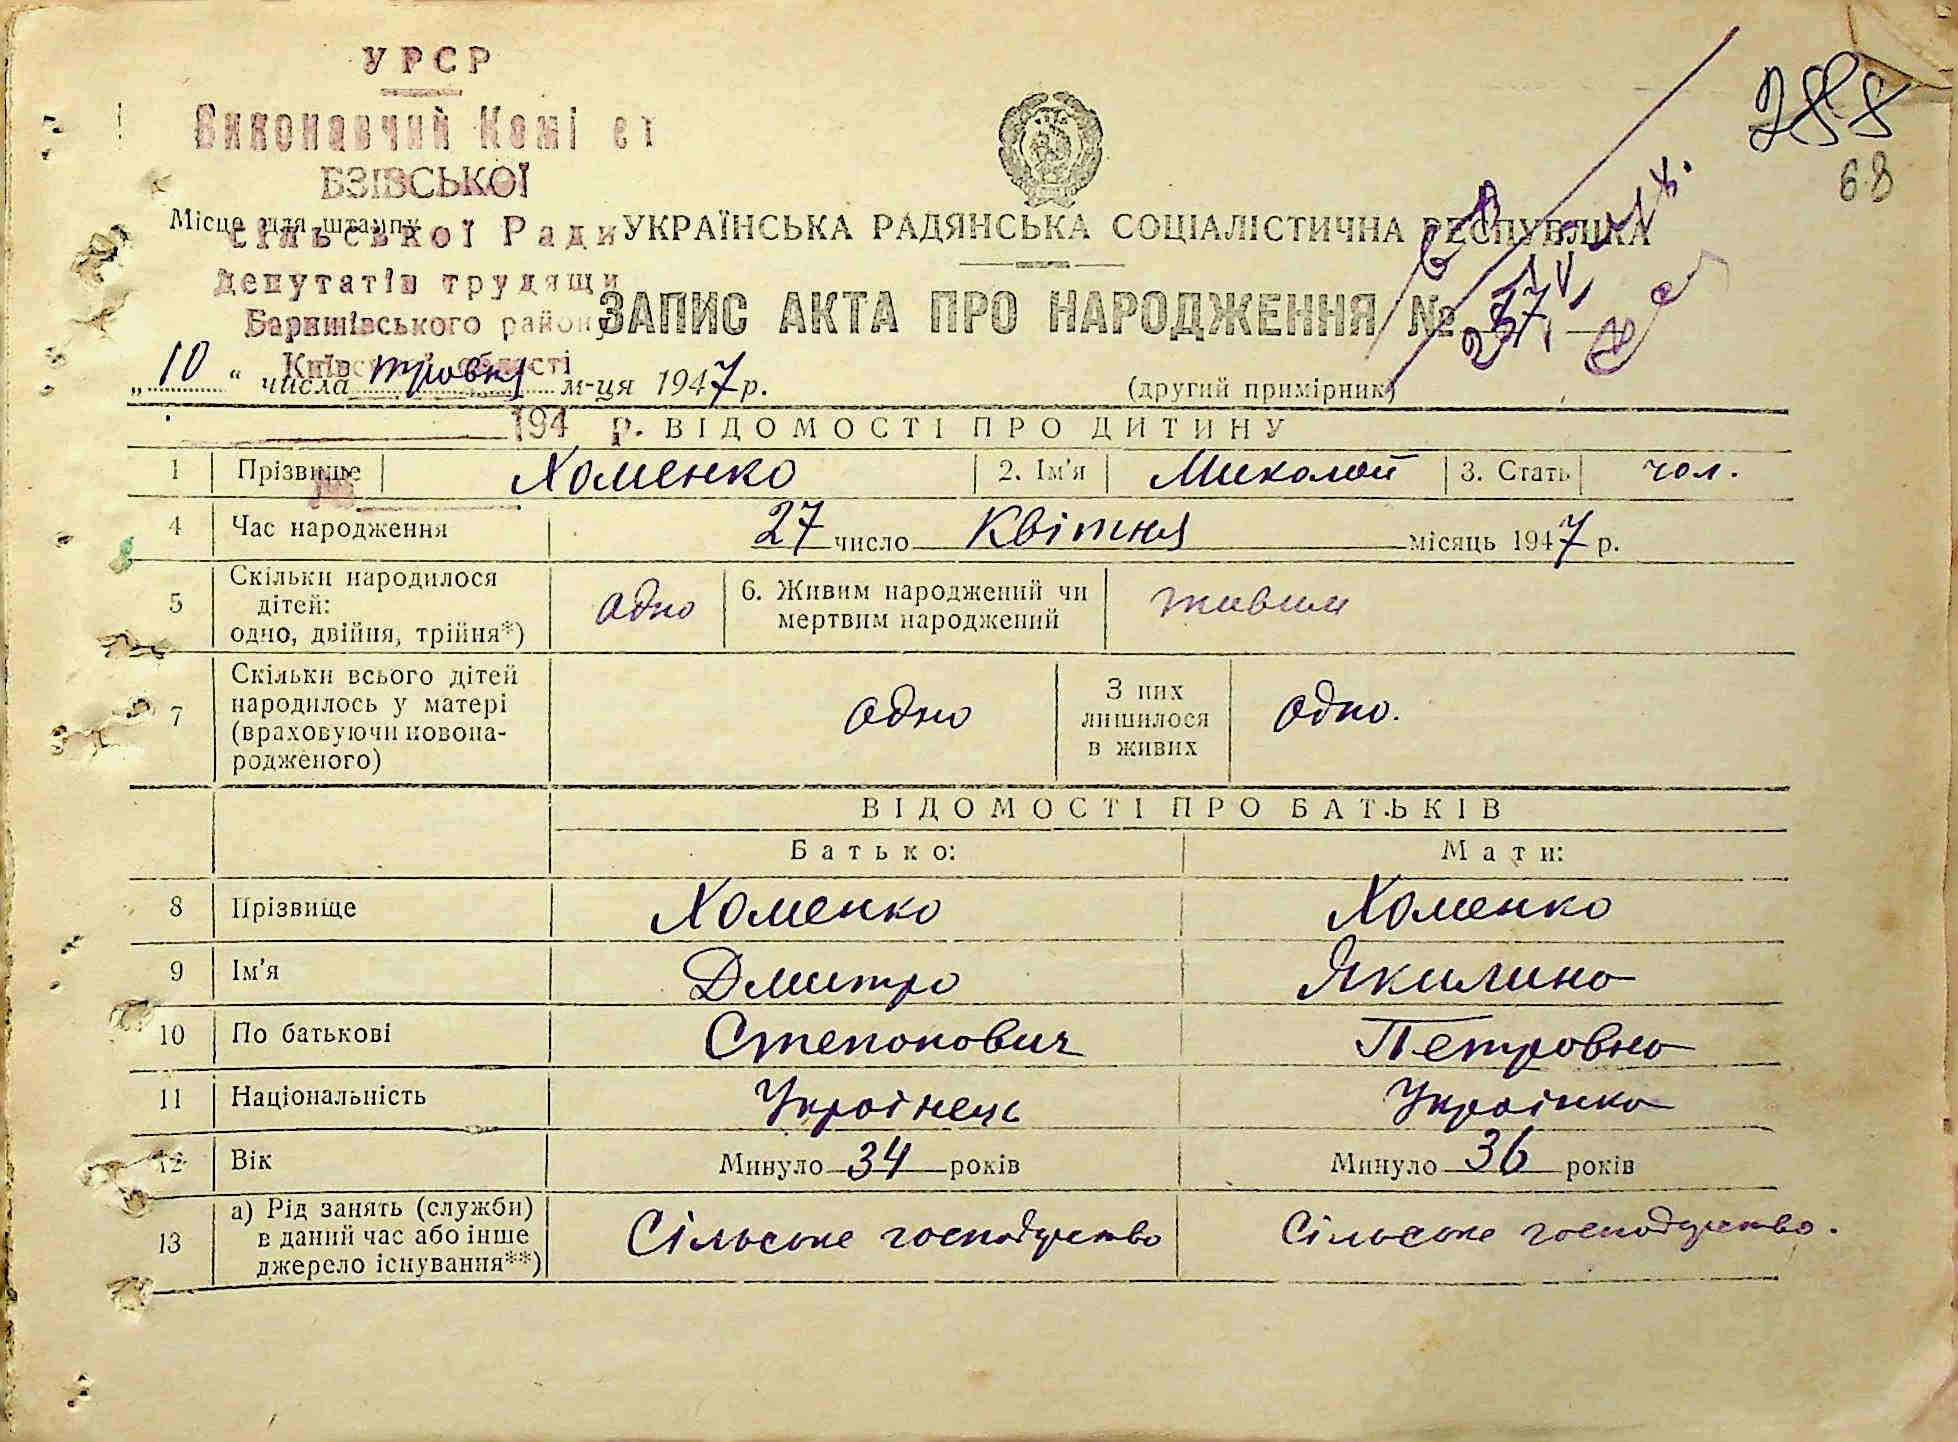 УРСР
Виконавчий Комі ет
БЗІВСЬКОЇ
Місце для штампу
сільської Ради
депутатів трудящи
Баришівського району
Київської області
194 р.
№
288
68
УКРАЇНСЬКА РАДЯНСЬКА СОЦІАЛІСТИЧНА РЕСПУБЛІКА
ЗАПИС АКТА ПРО НАРОДЖЕННЯ №
„10“ числа травня м-ця 1947 р.
(другий примірник)
ВІДОМОСТІ ПРО ДИТИНУ
1 Прізвище Хоменко 2. Ім'я Миколай 3. Стать чол.
4 Час народження 27 число Квітня місяць 1947 р.
5 Скільки народилося дітей: одно, двійня, трійня*) одно 6. Живим народжений чи мертвим народжений живим
7 Скільки всього дітей народилось у матері (враховуючи новонародженого) одно З них лишилося в живих одно.
ВІДОМОСТІ ПРО БАТЬКІВ
Батько: Мати:
8 Прізвище Хоменко Хоменко
9 Ім'я Дмитро Якилина
10 По батькові Степанович Петровна
11 Національність Українець Українка
12 Вік Минуло 34 років Минуло 36 років
13 а) Рід занять (служби) в даний час або інше джерело існування**) Сільське господарство Сільське господарство.